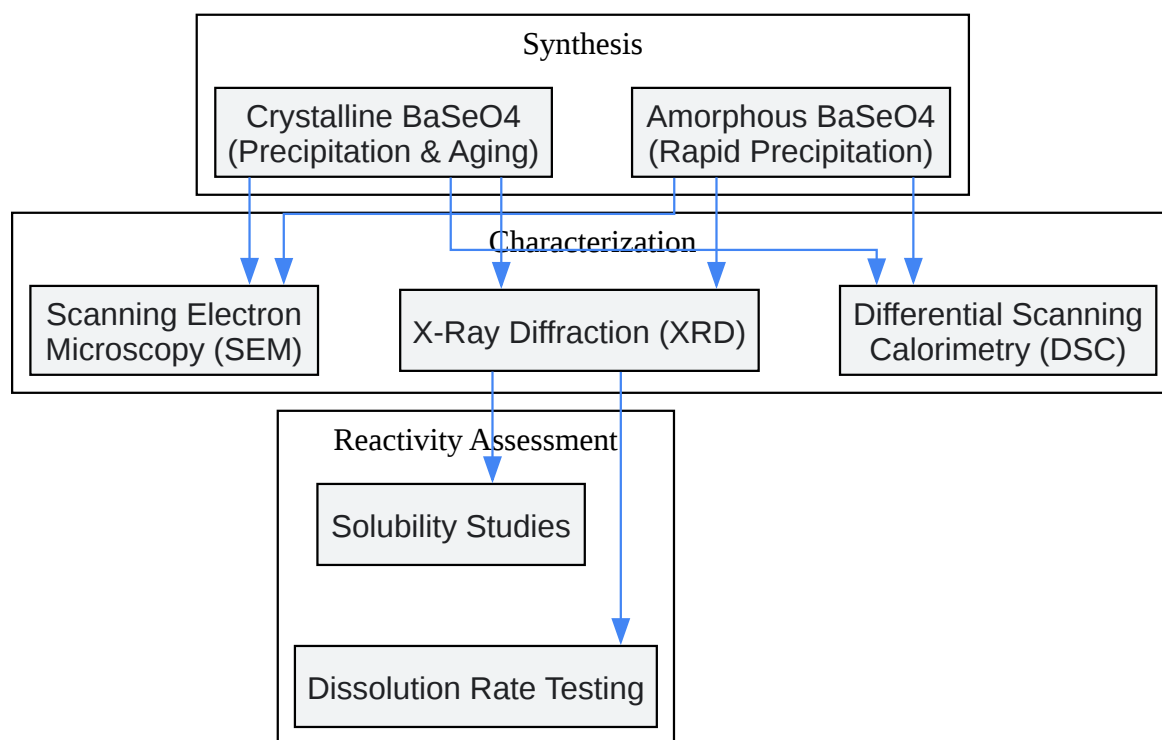 Synthesis
Crystalline BaSeO4
(Precipitation & Aging)
Amorphous BaSeO4
(Rapid Precipitation)
Characterization
Scanning Electron
Microscopy (SEM)
X-Ray Diffraction (XRD)
Differential Scanning
Calorimetry (DSC)
Reactivity Assessment
Solubility Studies
Dissolution Rate Testing